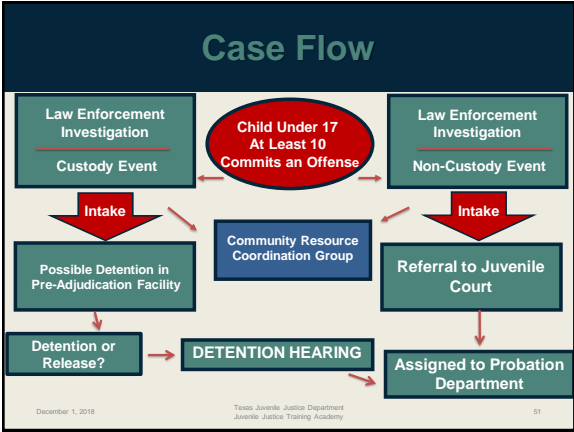 Case Flow
Law Enforcement
Investigation
Custody Event
Child Under 17
At Least 10
Commits an Offense
Law Enforcement
Investigation
Non-Custody Event
Intake
Intake
Community Resource
Coordination Group
Possible Detention in
Pre-Adjudication Facility
Referral to Juvenile
Court
Detention or
Release?
DETENTION HEARING
Assigned to Probation
Department
December 1, 2018
Texas Juvenile Justice Department
Juvenile Justice Training Academy
51